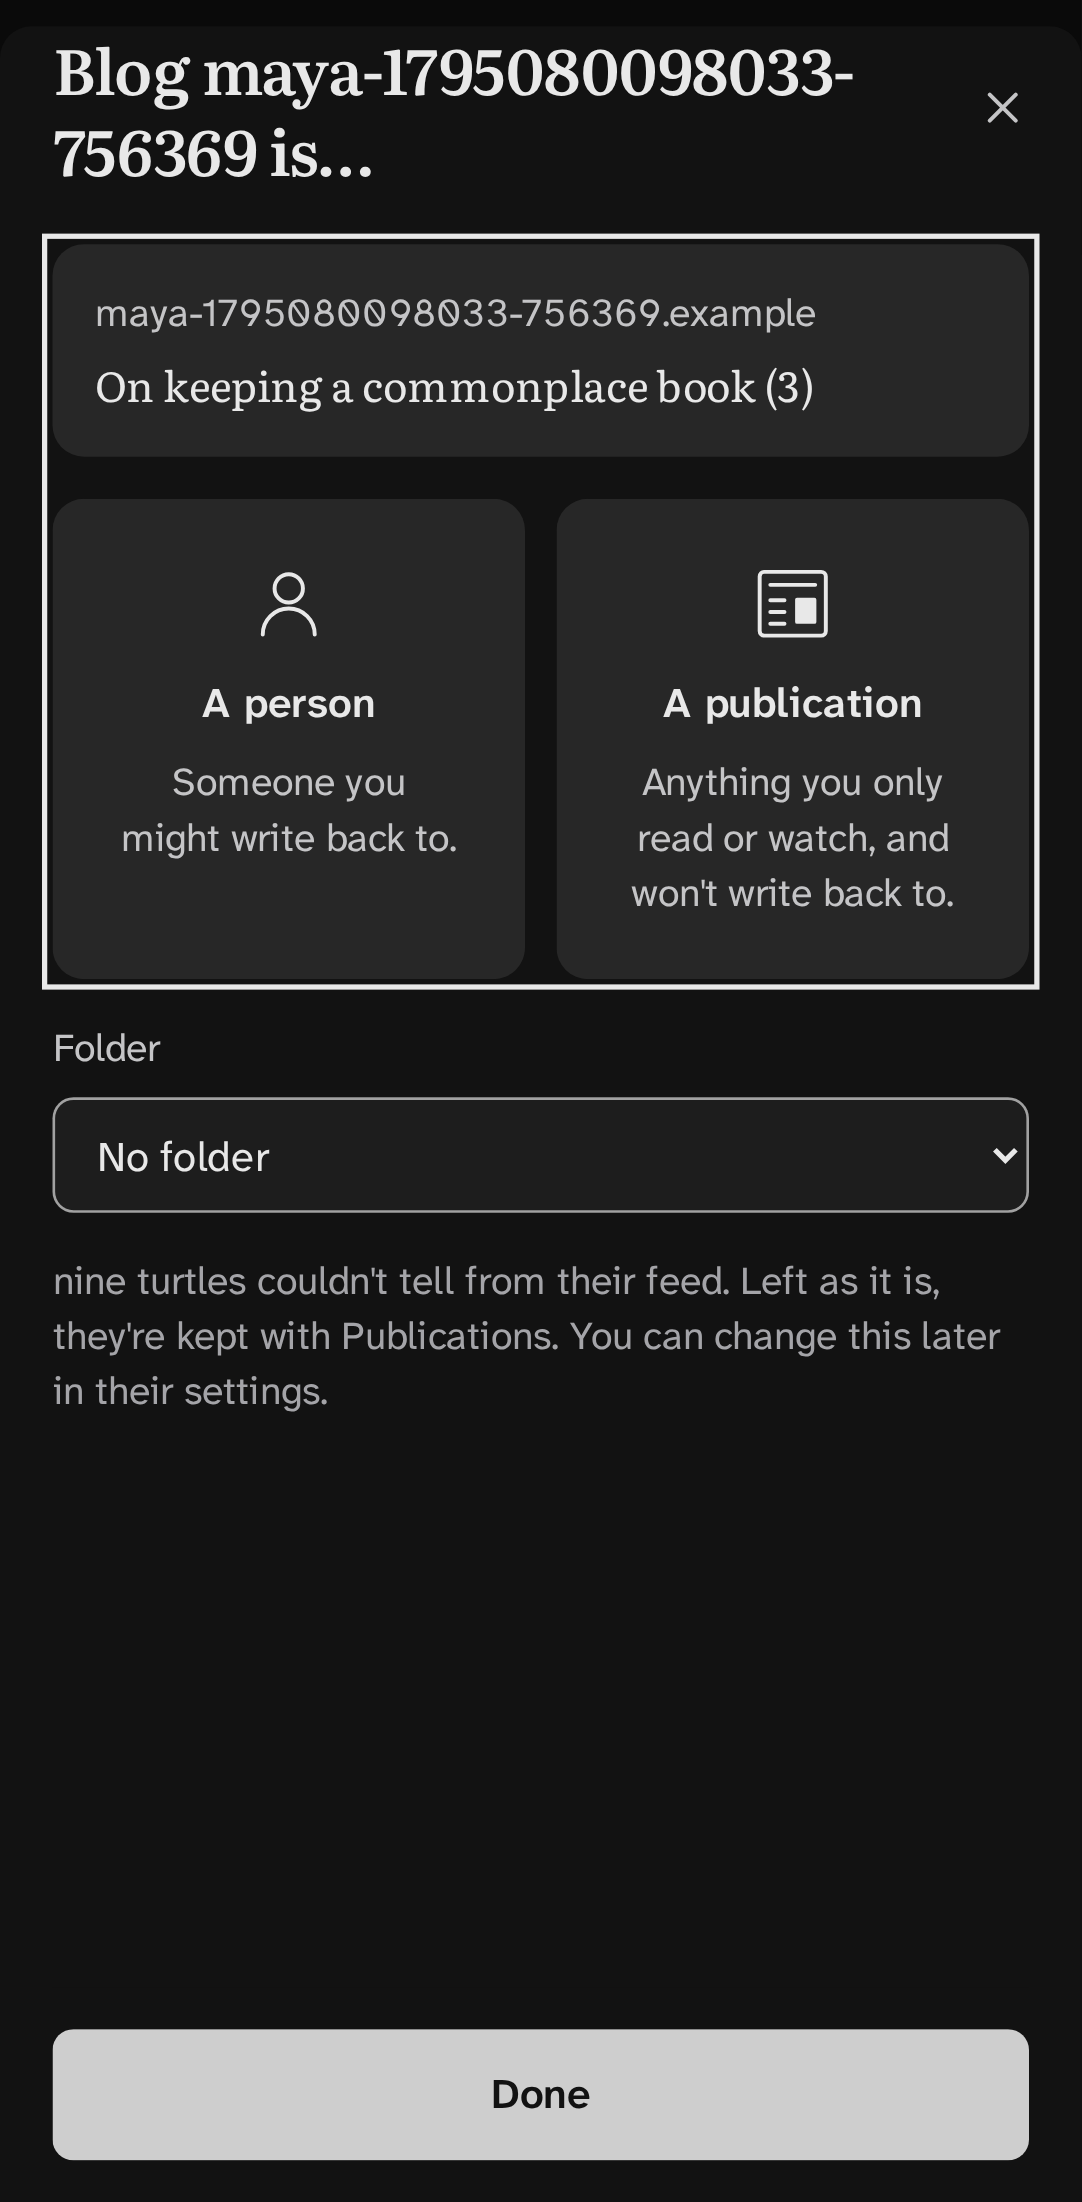 Blog maya-1795080098033-
756369 is...
maya-1795080098033-756369.example
On keeping a commonplace book (3)
A person
Someone you
might write back to.
A publication
Anything you only
read or watch, and
won't write back to.
Folder
No folder
nine turtles couldn't tell from their feed. Left as it is,
they're kept with Publications. You can change this later
in their settings.
Done